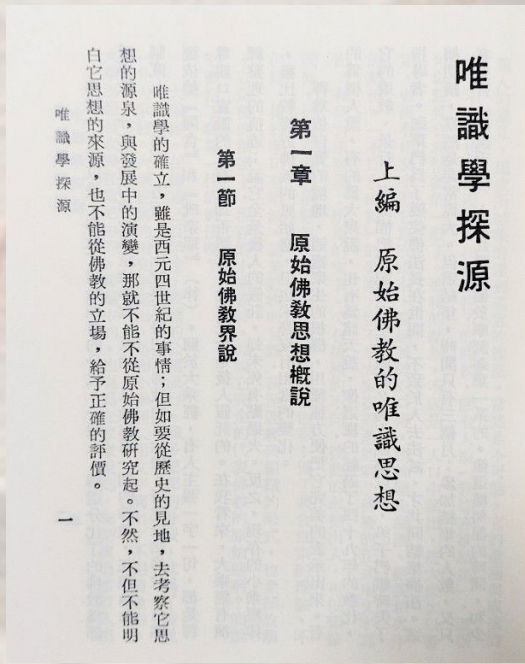 唯識學探源
上編　原始佛教的唯識思想
第一章　原始佛教思想概說
第一節　原始佛教界說
唯識學的確立，雖是西元四世紀的事情；但如要從歷史的見地，去考察它思
想的源泉，與發展中的演變，那就不能不從原始佛教研究起。不然，不但不能明
白它思想的來源，也不能從佛教的立場，給予正確的評價。
唯識學探源
一